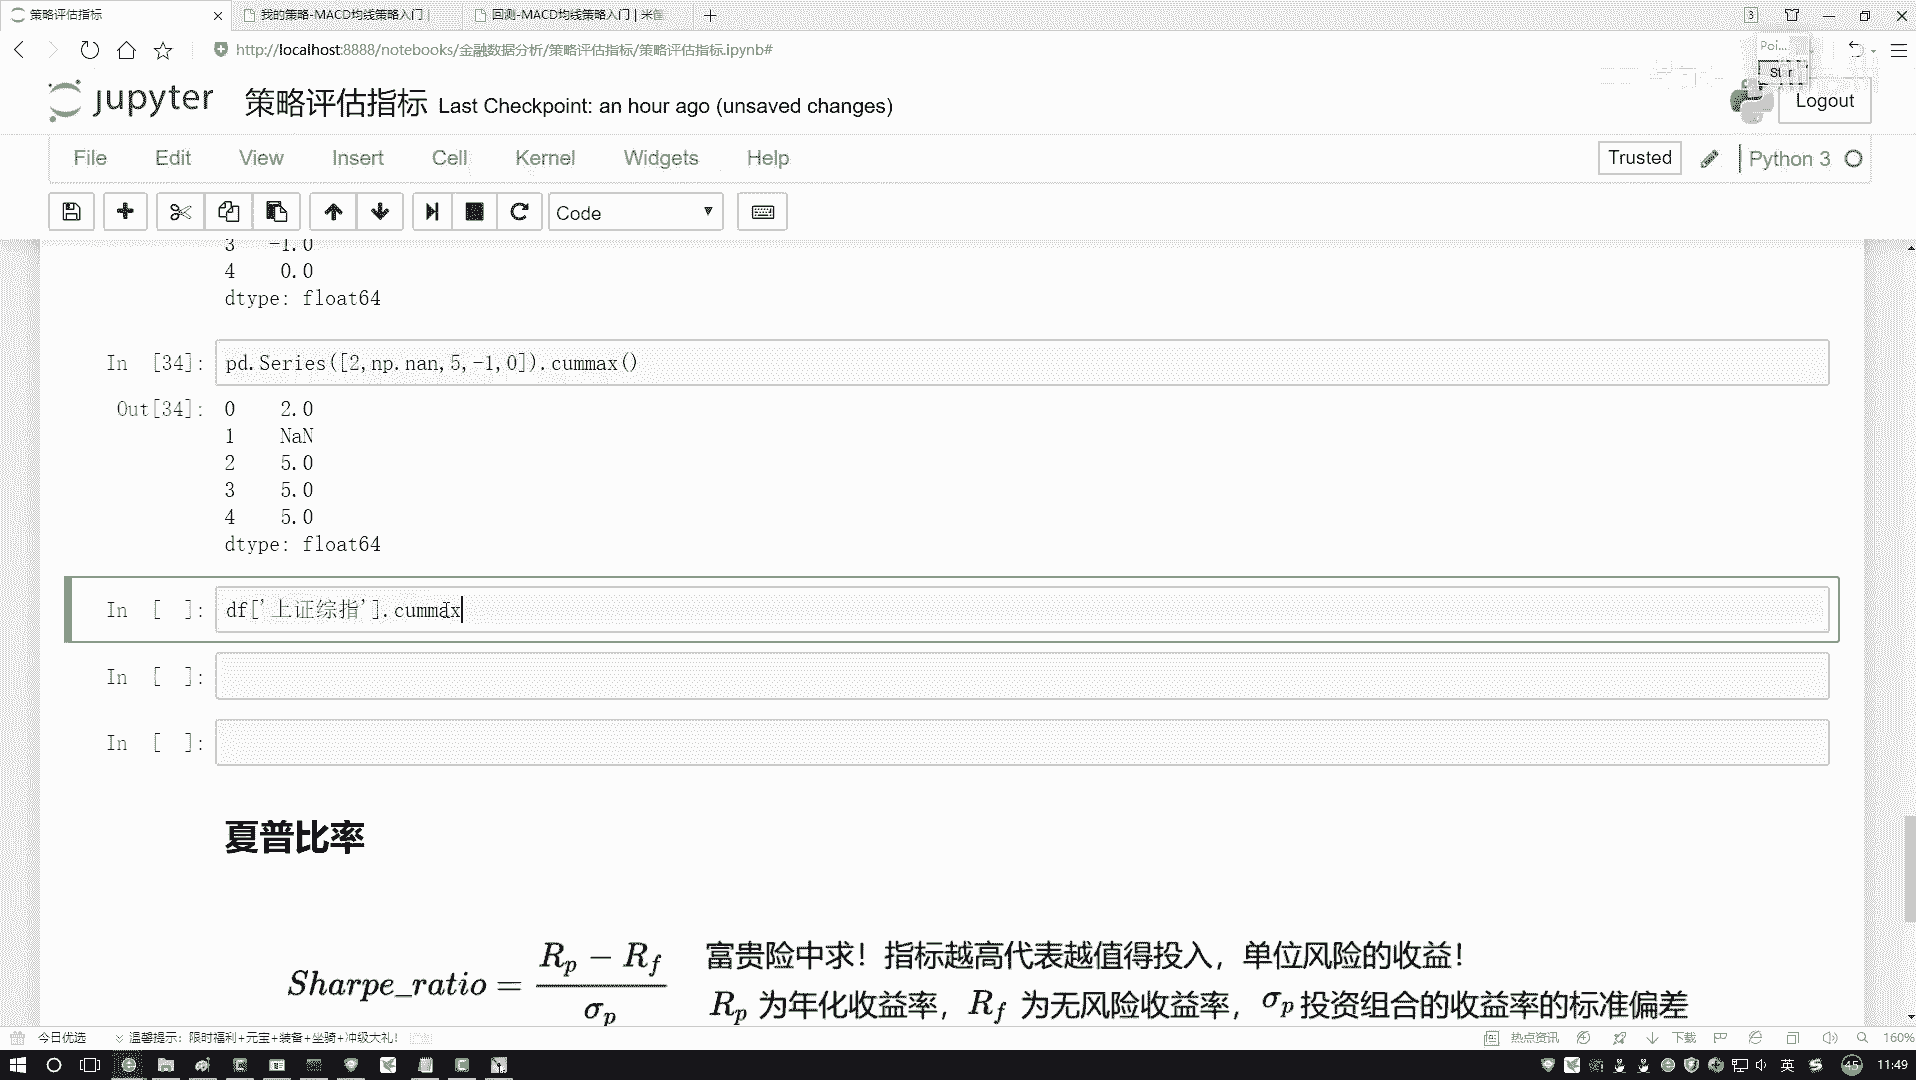 策略评估指标
我的策略-MACD均线策略入门 |
回测-MACD均线策略入门 | 米
3
http://localhost:8888/notebooks/金融数据分析/策略评估指标/策略评估指标.ipynb#
Poi...
jupyter 策略评估指标 Last Checkpoint: an hour ago (unsaved changes)
Logout
File Edit View Insert Cell Kernel Widgets Help
Trusted Python 3
Code
3 -1.0
4 0.0
dtype: float64
In [34]: pd.Series([2,np.nan,5,-1,0]).cummax()
Out[34]: 0 2.0
1 NaN
2 5.0
3 5.0
4 5.0
dtype: float64
In [ ]: df['上证综指'].cummax
In [ ]:
In [ ]:
夏普比率
Sharpe_ratio = \frac{R_p − R_f}{σ_p}
富贵险中求！指标越高代表越值得投入，单位风险的收益！
R_p 为年化收益率，R_f 为无风险收益率，σ_p 投资组合的收益率的标准偏差
今日优选 温馨提示：限时福利+元宝+装备+坐骑+冲级大礼！
热点资讯 下载 160%
英 45 11:49